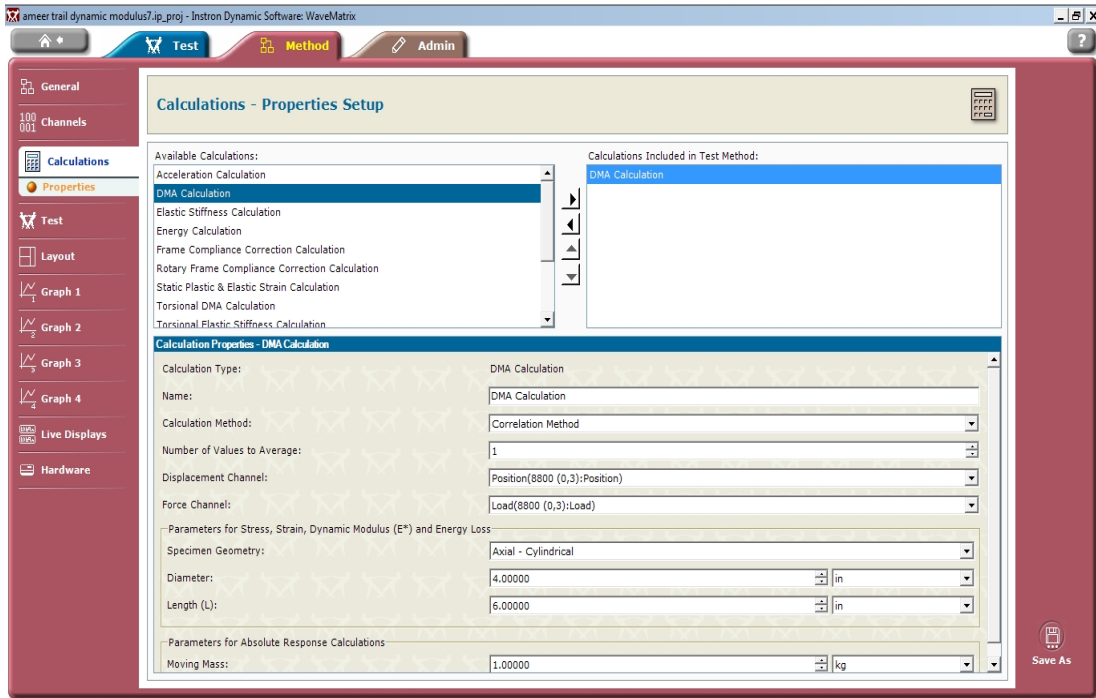 ameer trail dynamic modulus7.ip_proj - Instron Dynamic Software: WaveMatrix
Test
Method
Admin
?
General
100
001
Channels
Calculations
Properties
Test
Layout
1
Graph 1
2
Graph 2
3
Graph 3
4
Graph 4
Live Displays
Hardware
Calculations - Properties Setup
Available Calculations:
Acceleration Calculation
DMA Calculation
Elastic Stiffness Calculation
Energy Calculation
Frame Compliance Correction Calculation
Rotary Frame Compliance Correction Calculation
Static Plastic & Elastic Strain Calculation
Torsional DMA Calculation
Torsional Elastic Stiffness Calculation
Calculations Included in Test Method:
DMA Calculation
Calculation Properties - DMA Calculation
Calculation Type: DMA Calculation
Name: DMA Calculation
Calculation Method: Correlation Method
Number of Values to Average: 1
Displacement Channel: Position(8800 (0,3):Position)
Force Channel: Load(8800 (0,3):Load)
Parameters for Stress, Strain, Dynamic Modulus (E*) and Energy Loss
Specimen Geometry: Axial - Cylindrical
Diameter: 4.00000 in
Length (L): 6.00000 in
Parameters for Absolute Response Calculations
Moving Mass: 1.00000 kg
Save As